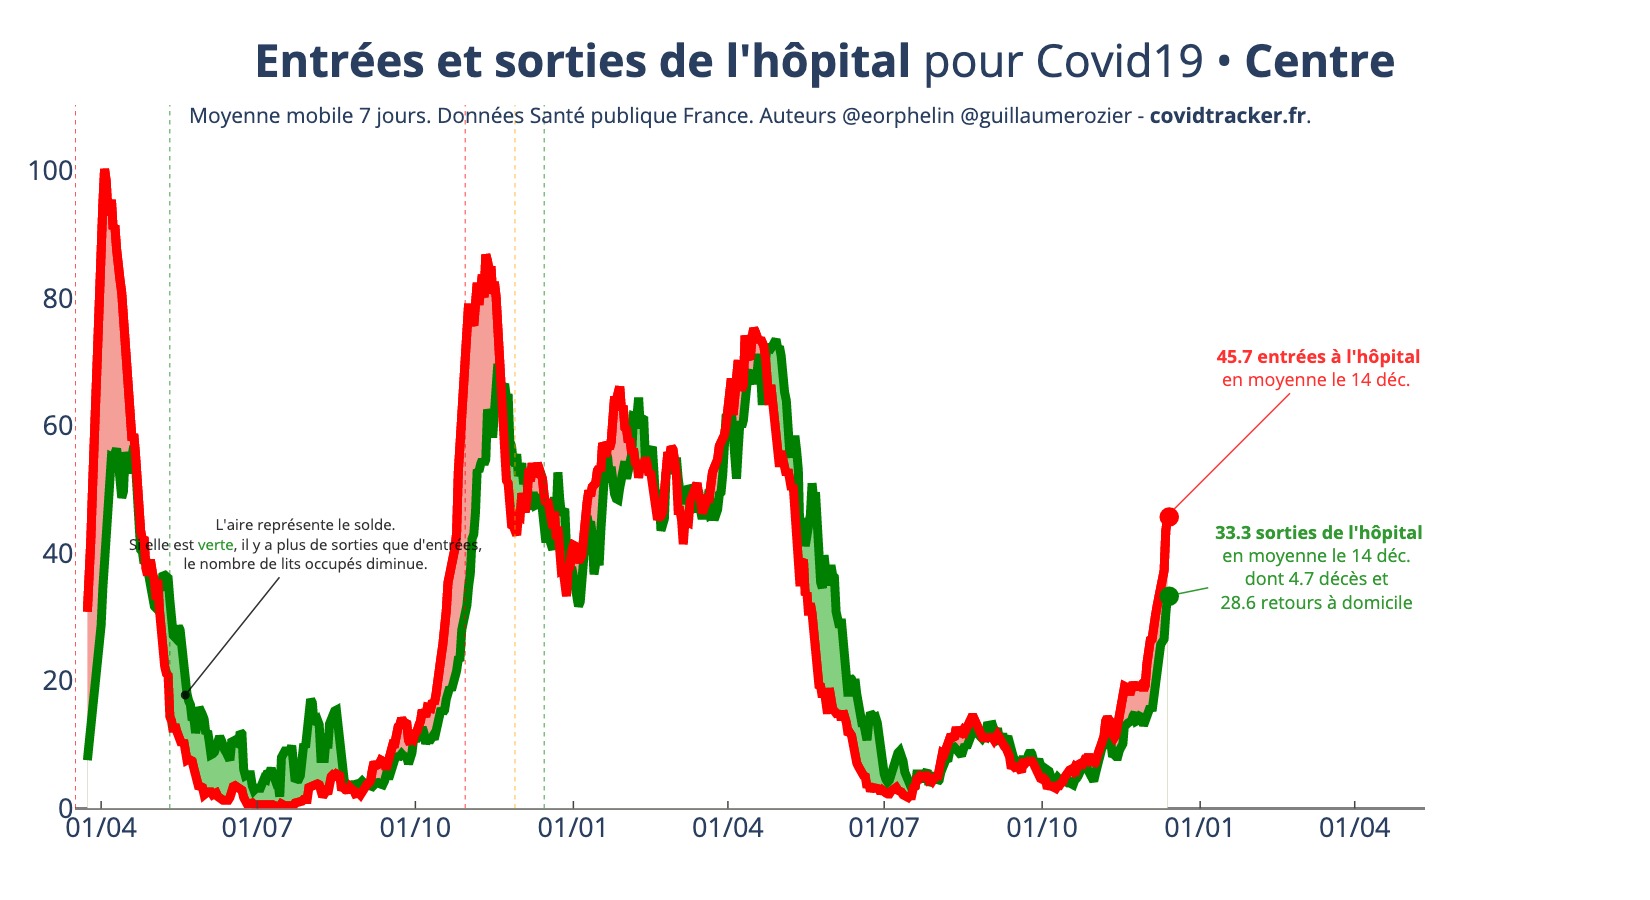 Entrées et sorties de l'hôpital pour Covid19 • Centre
Moyenne mobile 7 jours. Données Santé publique France. Auteurs @eorphelin @guillaumerozier - covidtracker.fr.
100
80
60
40
20
0
45.7 entrées à l'hôpital
en moyenne le 14 déc.
33.3 sorties de l'hôpital
en moyenne le 14 déc.
dont 4.7 décès et
28.6 retours à domicile
L'aire représente le solde.
Si elle est verte, il y a plus de sorties que d'entrées,
le nombre de lits occupés diminue.
01/04 01/07 01/10 01/01 01/04 01/07 01/10 01/01 01/04